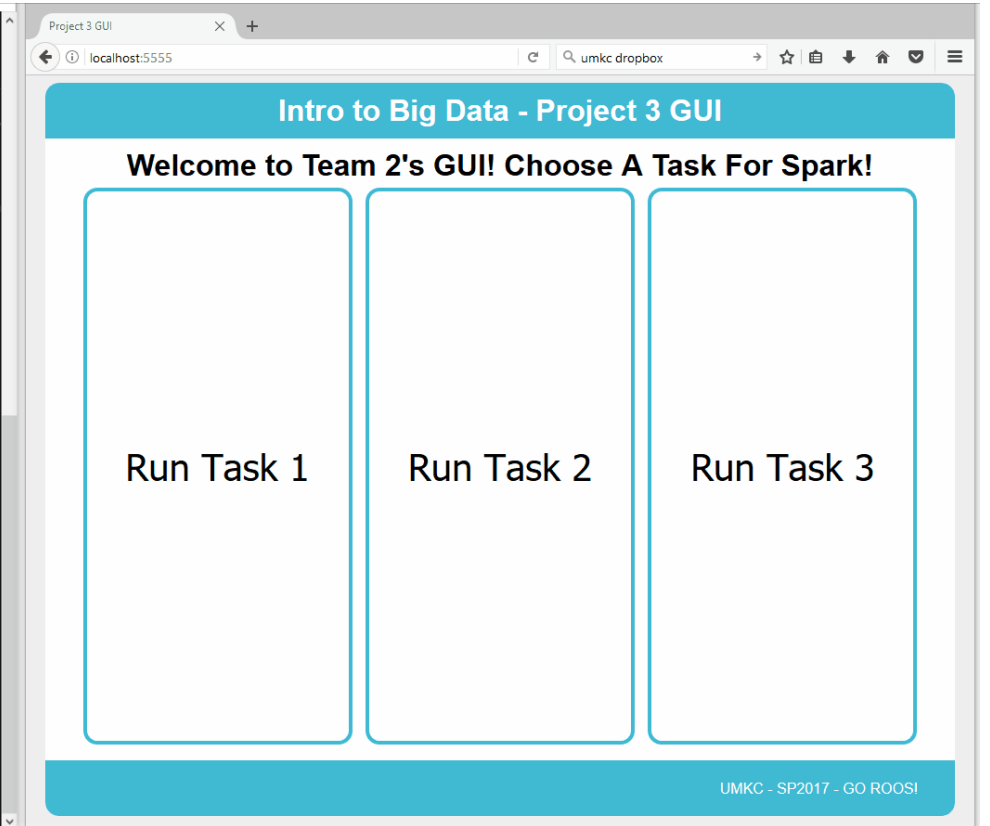 Project 3 GUI
localhost:5555
umkc dropbox
Intro to Big Data - Project 3 GUI
Welcome to Team 2's GUI! Choose A Task For Spark!
Run Task 1
Run Task 2
Run Task 3
UMKC - SP2017 - GO ROOS!